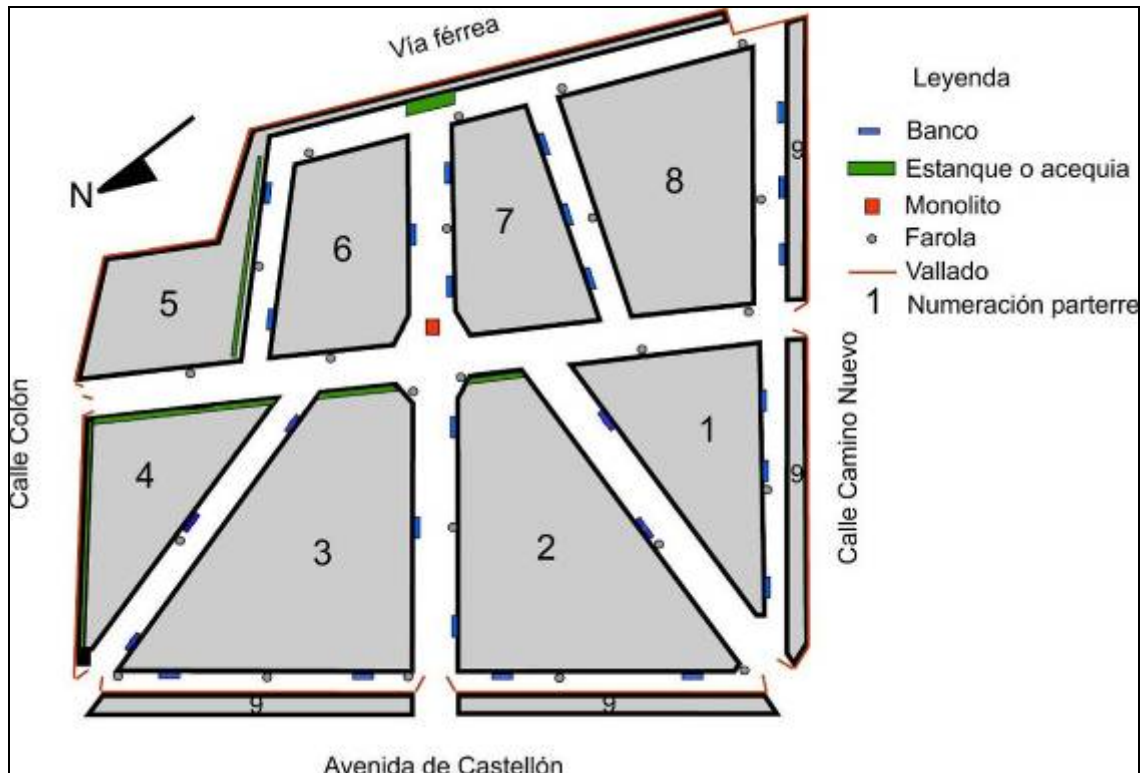 Vía férrea
N
Leyenda
Banco
Estanque o acequia
Monolito
Farola
Vallado
1 Numeración parterre
8
9
7
6
5
4
3
2
1
9
9
9
Calle Colón
Calle Camino Nuevo
Avenida de Castellón